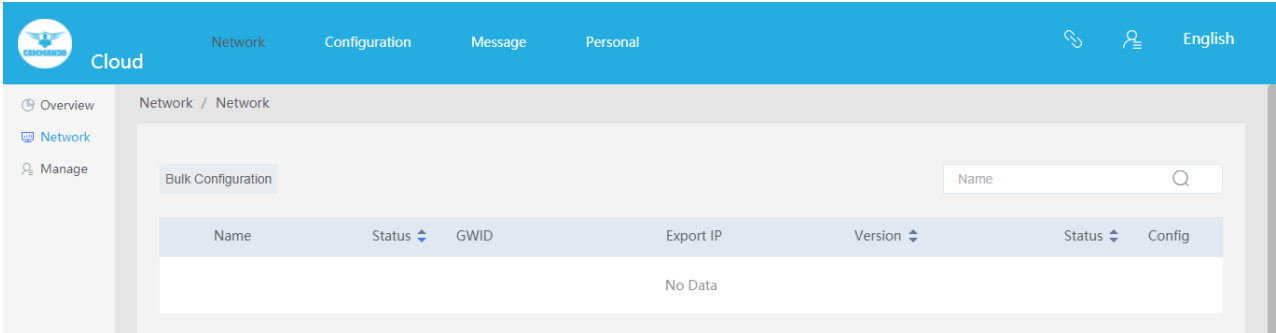 COMMANDO
Cloud
Network Configuration Message Personal English
Overview
Network
Manage
Network / Network
Bulk Configuration
Name
Name Status GWID Export IP Version Status Config
No Data